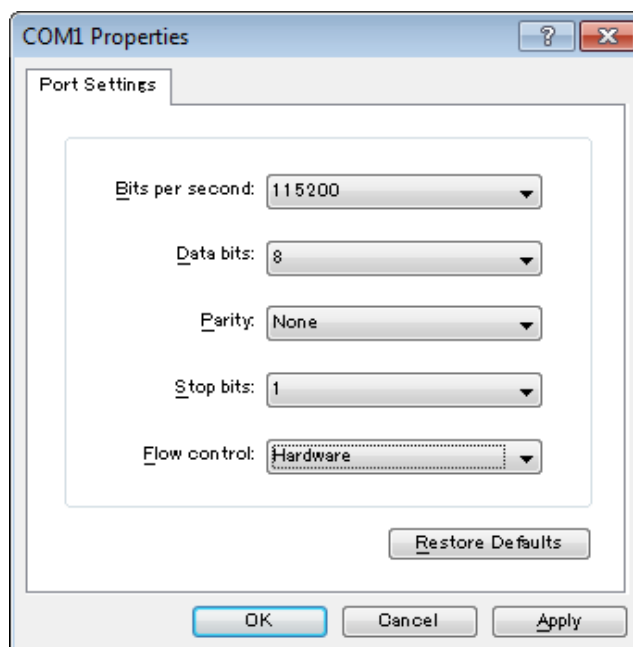 COM1 Properties
Port Settings
Bits per second: 115200
Data bits: 8
Parity: None
Stop bits: 1
Flow control: Hardware
Restore Defaults
OK Cancel Apply